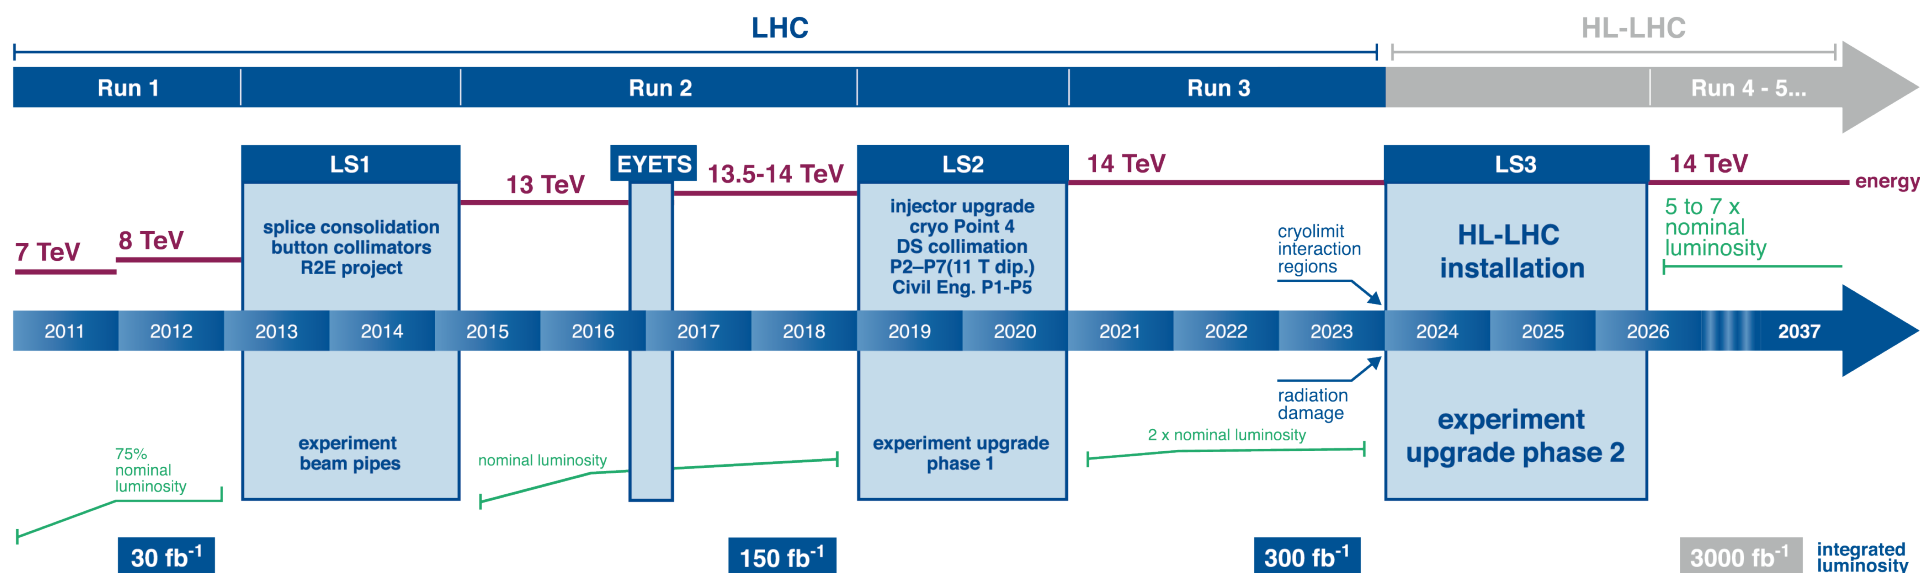 LHC
HL-LHC
Run 1
Run 2
Run 3
Run 4 - 5...
LS1
EYETS
LS2
LS3
7 TeV
8 TeV
13 TeV
13.5-14 TeV
14 TeV
14 TeV
energy
splice consolidation
button collimators
R2E project
injector upgrade
cryo Point 4
DS collimation
P2–P7(11 T dip.)
Civil Eng. P1-P5
cryolimit
interaction
regions
HL-LHC
installation
5 to 7 x
nominal
luminosity
2011
2012
2013
2014
2015
2016
2017
2018
2019
2020
2021
2022
2023
2024
2025
2026
2037
radiation
damage
75%
nominal
luminosity
experiment
beam pipes
nominal luminosity
experiment upgrade
phase 1
2 x nominal luminosity
experiment
upgrade phase 2
30 fb⁻¹
150 fb⁻¹
300 fb⁻¹
3000 fb⁻¹
integrated
luminosity